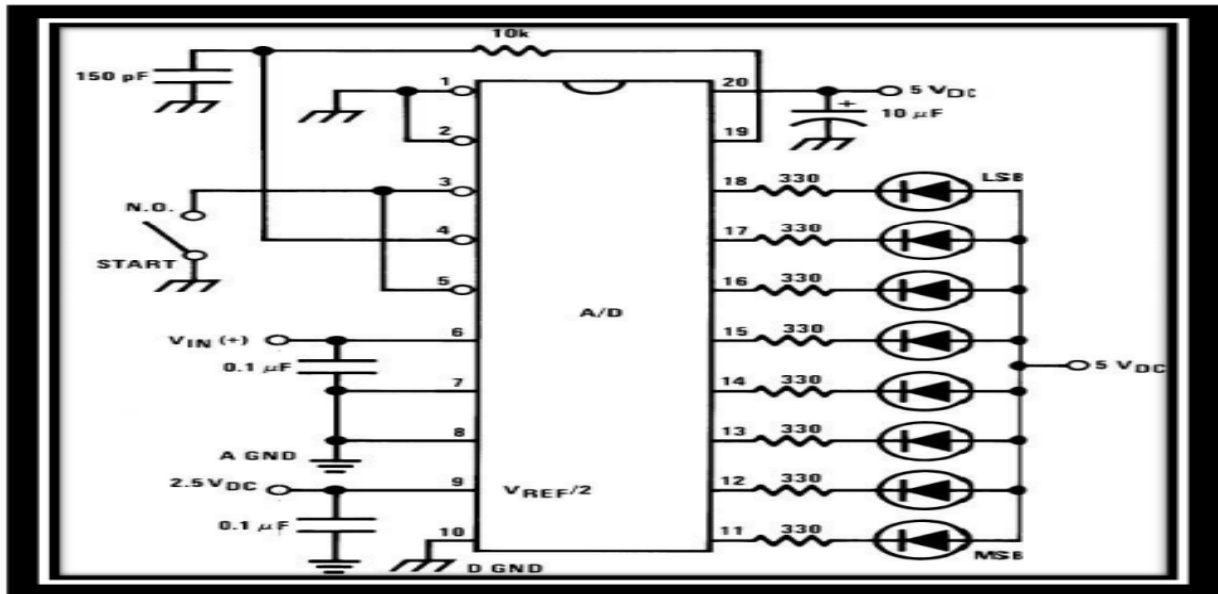 10k
150 pF
1
20
5 VDC
+
10 µF
2
19
3
18
330
LSB
N.O.
4
17
330
START
5
16
330
A/D
VIN (+)
6
15
330
0.1 µF
7
14
330
5 VDC
8
13
330
A GND
2.5 VDC
9
VREF/2
12
330
0.1 µF
10
11
330
D GND
MSB